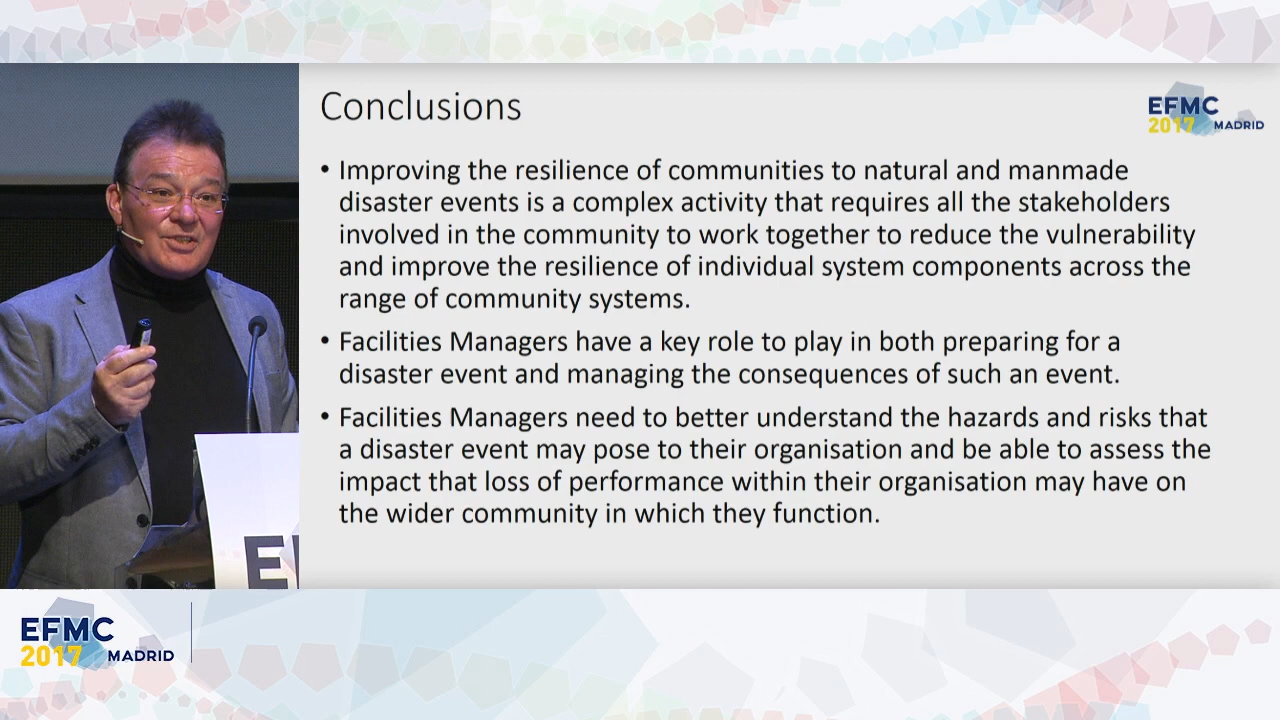 Conclusions
EFMC
2017 MADRID
• Improving the resilience of communities to natural and manmade
disaster events is a complex activity that requires all the stakeholders
involved in the community to work together to reduce the vulnerability
and improve the resilience of individual system components across the
range of community systems.
• Facilities Managers have a key role to play in both preparing for a
disaster event and managing the consequences of such an event.
• Facilities Managers need to better understand the hazards and risks that
a disaster event may pose to their organisation and be able to assess the
impact that loss of performance within their organisation may have on
the wider community in which they function.
E
EFMC
2017 MADRID